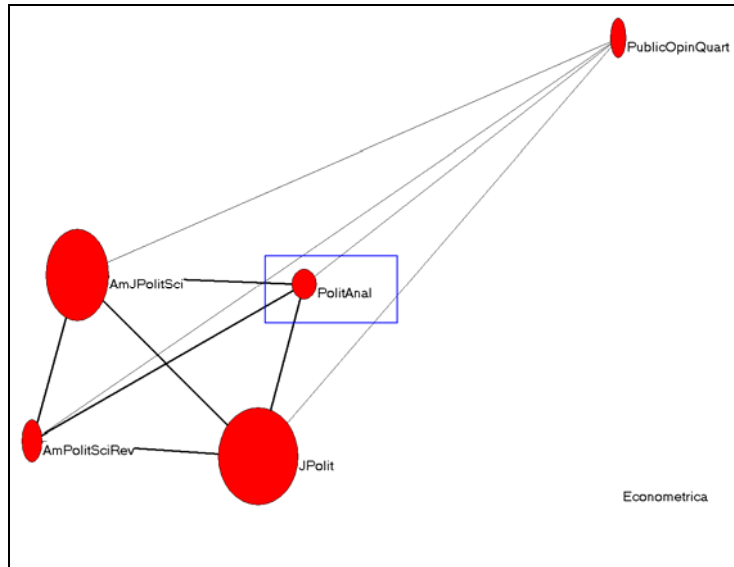 PublicOpinQuart
AmJPolitSci
PolitAnal
AmPolitSciRev
JPolit
Econometrica